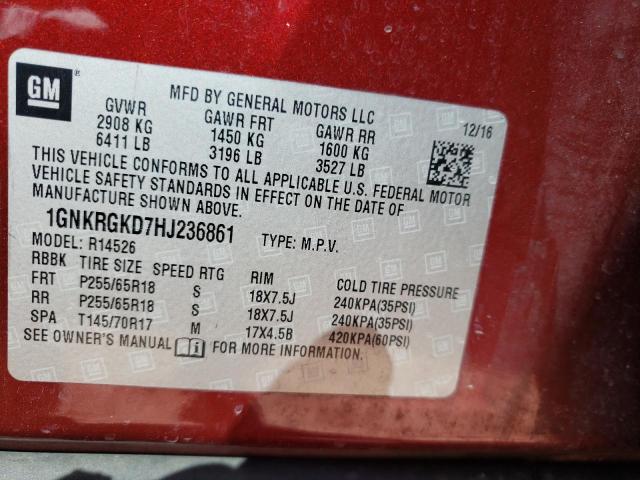 GM
MFD BY GENERAL MOTORS LLC
12/16
GVWR GAWR FRT GAWR RR
2908 KG 1450 KG 1600 KG
6411 LB 3196 LB 3527 LB
THIS VEHICLE CONFORMS TO ALL APPLICABLE U.S. FEDERAL MOTOR
VEHICLE SAFETY STANDARDS IN EFFECT ON THE DATE OF
MANUFACTURE SHOWN ABOVE.
1GNKRGKD7HJ236861 TYPE: M.P.V.
MODEL: R14526
RBBK TIRE SIZE SPEED RTG RIM COLD TIRE PRESSURE
FRT P255/65R18 S 18X7.5J 240KPA(35PSI)
RR P255/65R18 S 18X7.5J 240KPA(35PSI)
SPA T145/70R17 M 17X4.5B 420KPA(60PSI)
SEE OWNER'S MANUAL i FOR MORE INFORMATION.